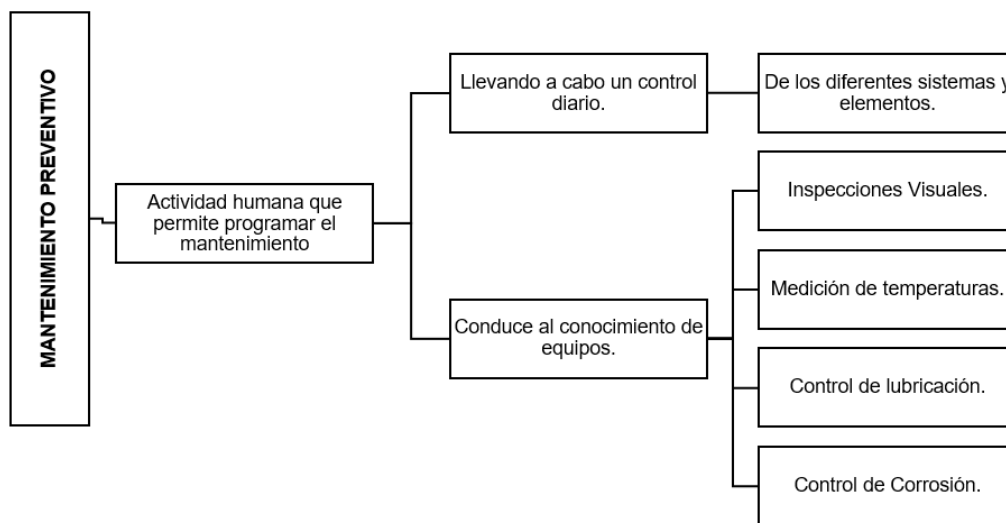 MANTENIMIENTO PREVENTIVO
Actividad humana que
permite programar el
mantenimiento
Llevando a cabo un control
diario.
De los diferentes sistemas y
elementos.
Conduce al conocimiento de
equipos.
Inspecciones Visuales.
Medición de temperaturas.
Control de lubricación.
Control de Corrosión.